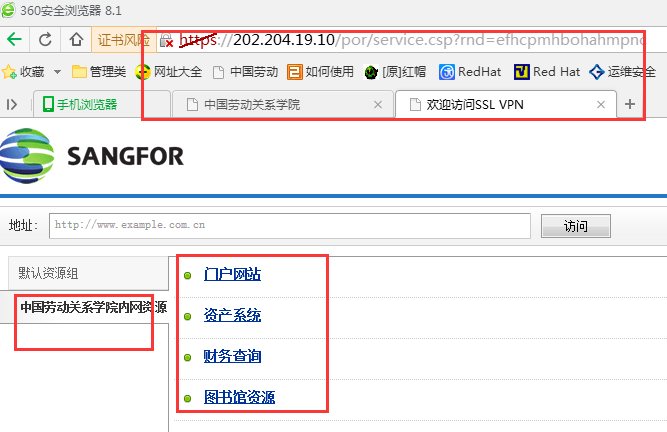 360安全浏览器 8.1
证书风险 https://202.204.19.10/por/service.csp?rnd=efhcpmhbohahmpnd
收藏 管理类 网址大全 中国劳动 如何使用 [原]红帽 RedHat Red Hat 运维安全
手机浏览器 中国劳动关系学院 欢迎访问SSL VPN
SANGFOR
地址: http://www.example.com.cn 访问
默认资源组 门户网站
中国劳动关系学院内网资源 资产系统
财务查询
图书馆资源